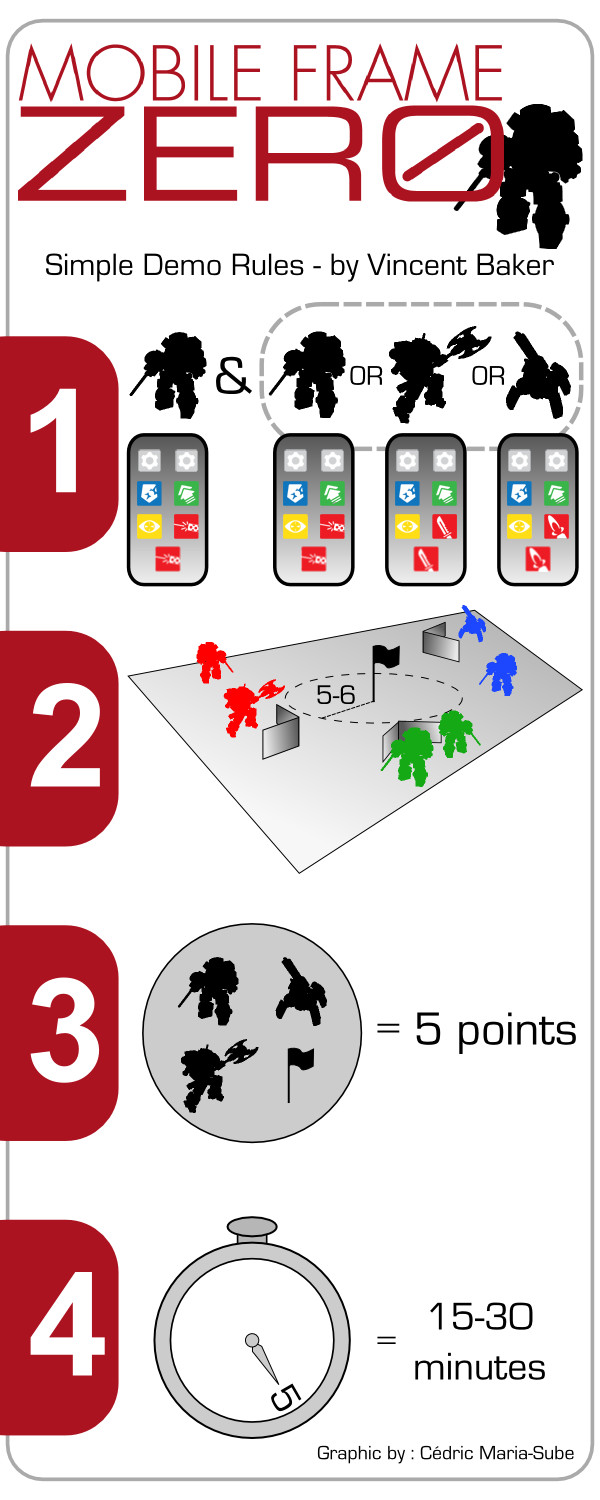 MOBILE FRAME
ZERO
Simple Demo Rules - by Vincent Baker
1
& OR OR
2
5-6
3
= 5 points
4
5
= 15-30
minutes
Graphic by : Cédric Maria-Sube